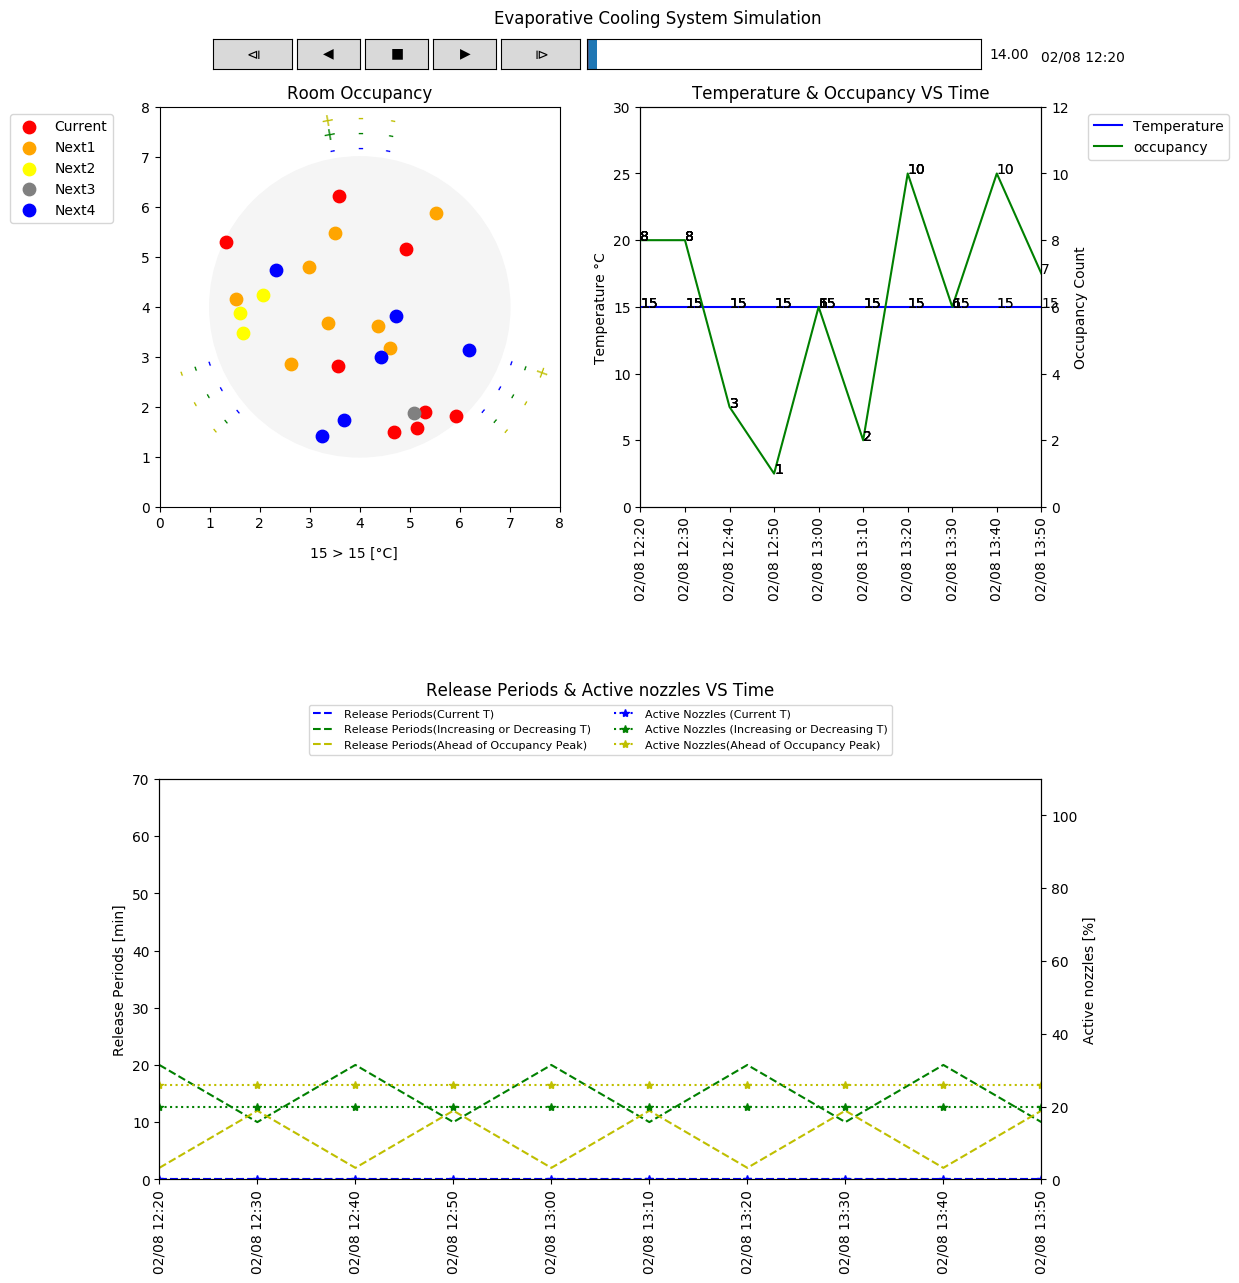 Evaporative Cooling System Simulation
14.00 02/08 12:20
Room Occupancy
Current
Next1
Next2
Next3
Next4
8
7
6
5
4
3
2
1
0
0 1 2 3 4 5 6 7 8
15 > 15 [°C]
Temperature & Occupancy VS Time
Temperature
occupancy
Temperature °C
30
25
20
15
10
5
0
8 8 3 1 6 2 10 6 10 7
15 15 15 15 15 15 15 15 15 15
12
10
8
6
4
2
0
Occupancy Count
02/08 12:20
02/08 12:30
02/08 12:40
02/08 12:50
02/08 13:00
02/08 13:10
02/08 13:20
02/08 13:30
02/08 13:40
02/08 13:50
Release Periods & Active nozzles VS Time
Release Periods(Current T)
Release Periods(Increasing or Decreasing T)
Release Periods(Ahead of Occupancy Peak)
Active Nozzles (Current T)
Active Nozzles (Increasing or Decreasing T)
Active Nozzles(Ahead of Occupancy Peak)
Release Periods [min]
70
60
50
40
30
20
10
0
100
80
60
40
20
0
Active nozzles [%]
02/08 12:20
02/08 12:30
02/08 12:40
02/08 12:50
02/08 13:00
02/08 13:10
02/08 13:20
02/08 13:30
02/08 13:40
02/08 13:50